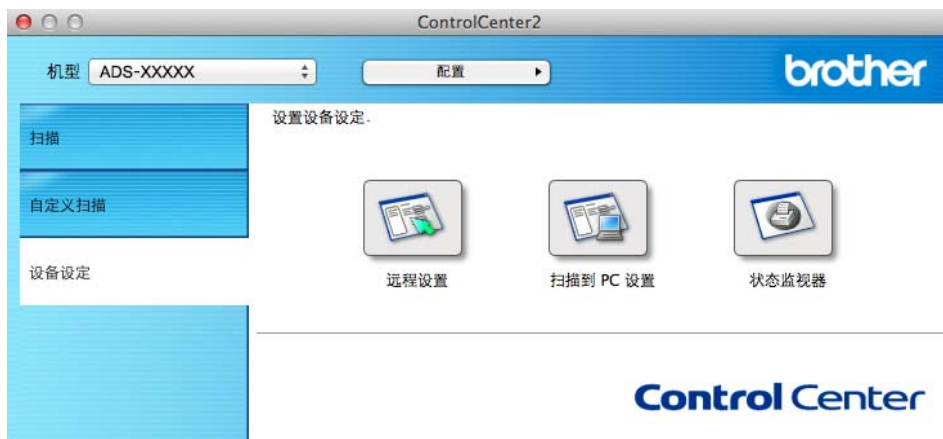 ControlCenter2
机型 ADS-XXXXX 配置 brother
扫描
自定义扫描
设备设定
设置设备设定.
远程设置 扫描到 PC 设置 状态监视器
Control Center